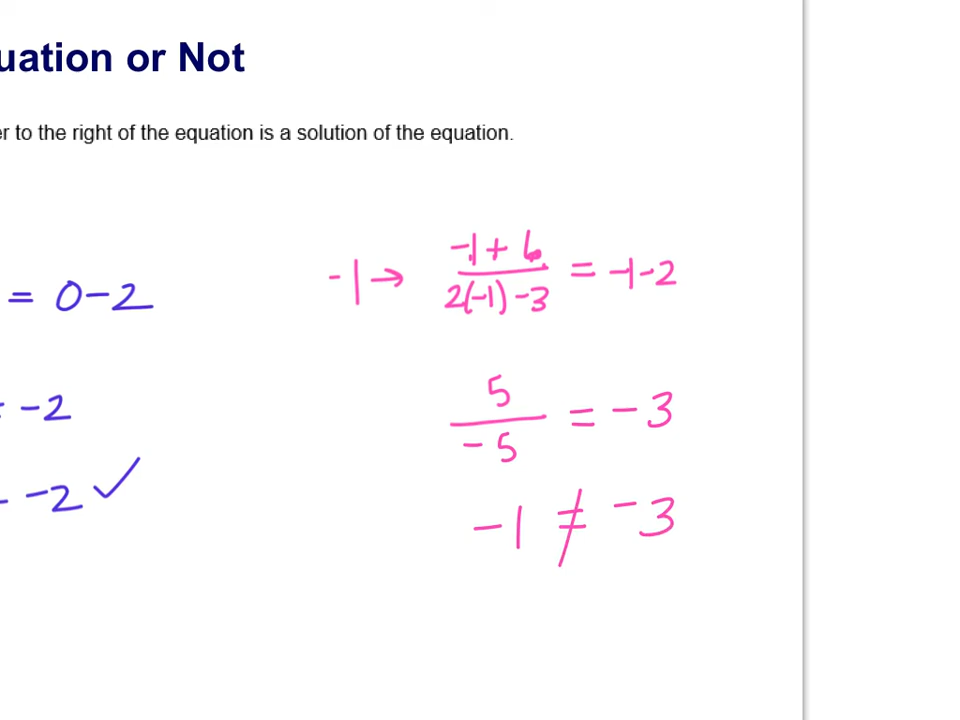 uation or Not
er to the right of the equation is a solution of the equation.
-1 → (-1 + 6)/(2(-1) - 3) = -1 - 2
= 0 - 2
5/-5 = -3
= -2
- -2 ✓
-1 ≠ -3